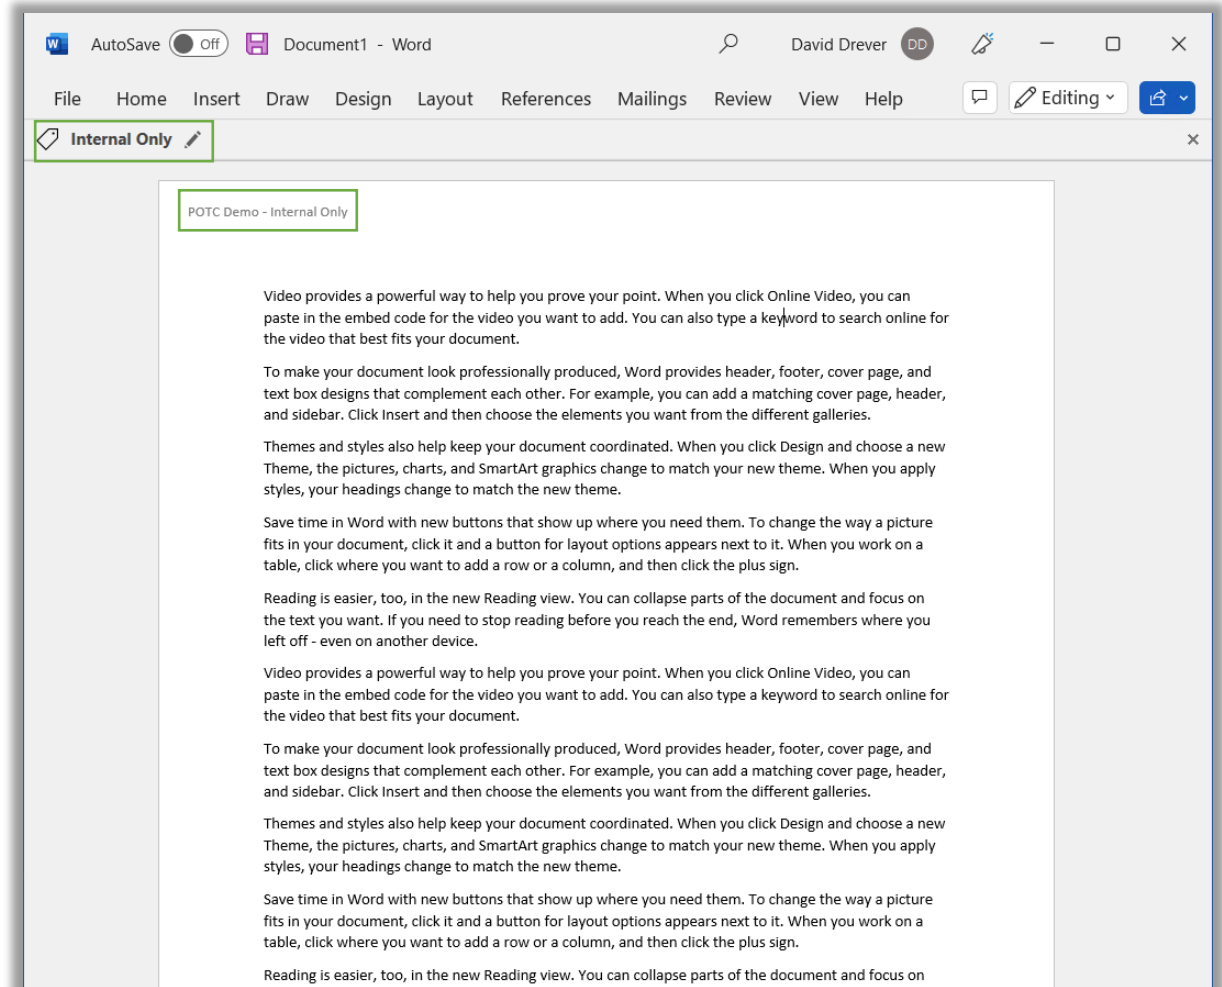 W AutoSave Off Document1 - Word David Drever DD
File Home Insert Draw Design Layout References Mailings Review View Help Editing
Internal Only
POTC Demo - Internal Only
Video provides a powerful way to help you prove your point. When you click Online Video, you can
paste in the embed code for the video you want to add. You can also type a keyword to search online for
the video that best fits your document.
To make your document look professionally produced, Word provides header, footer, cover page, and
text box designs that complement each other. For example, you can add a matching cover page, header,
and sidebar. Click Insert and then choose the elements you want from the different galleries.
Themes and styles also help keep your document coordinated. When you click Design and choose a new
Theme, the pictures, charts, and SmartArt graphics change to match your new theme. When you apply
styles, your headings change to match the new theme.
Save time in Word with new buttons that show up where you need them. To change the way a picture
fits in your document, click it and a button for layout options appears next to it. When you work on a
table, click where you want to add a row or a column, and then click the plus sign.
Reading is easier, too, in the new Reading view. You can collapse parts of the document and focus on
the text you want. If you need to stop reading before you reach the end, Word remembers where you
left off - even on another device.
Video provides a powerful way to help you prove your point. When you click Online Video, you can
paste in the embed code for the video you want to add. You can also type a keyword to search online for
the video that best fits your document.
To make your document look professionally produced, Word provides header, footer, cover page, and
text box designs that complement each other. For example, you can add a matching cover page, header,
and sidebar. Click Insert and then choose the elements you want from the different galleries.
Themes and styles also help keep your document coordinated. When you click Design and choose a new
Theme, the pictures, charts, and SmartArt graphics change to match your new theme. When you apply
styles, your headings change to match the new theme.
Save time in Word with new buttons that show up where you need them. To change the way a picture
fits in your document, click it and a button for layout options appears next to it. When you work on a
table, click where you want to add a row or a column, and then click the plus sign.
Reading is easier, too, in the new Reading view. You can collapse parts of the document and focus on